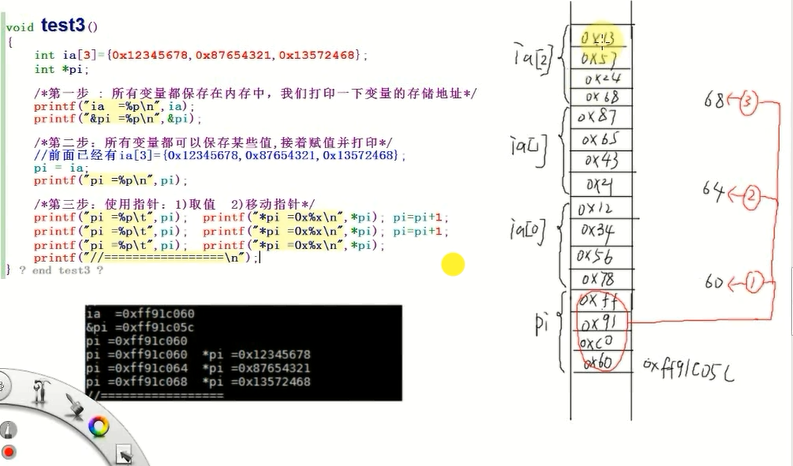 void test3()
{
int ia[3]={0x12345678,0x87654321,0x13572468};
int *pi;
/*第一步 : 所有变量都保存在内存中，我们打印一下变量的存储地址*/
printf("ia  =%p\n",ia);
printf("&pi =%p\n",&pi);
/*第二步: 所有变量都可以保存某些值,接着赋值并打印*/
//前面已经有ia[3]={0x12345678,0x87654321,0x13572468};
pi = ia;
printf("pi =%p\n",pi);
/*第三步: 使用指针: 1)取值  2)移动指针*/
printf("pi =%p\t",pi);  printf("*pi =0x%x\n",*pi); pi=pi+1;
printf("pi =%p\t",pi);  printf("*pi =0x%x\n",*pi); pi=pi+1;
printf("pi =%p\t",pi);  printf("*pi =0x%x\n",*pi);
printf("//=================\n");
} ? end test3 ?
ia  =0xff91c060
&pi =0xff91c05c
pi =0xff91c060
pi =0xff91c060  *pi =0x12345678
pi =0xff91c064  *pi =0x87654321
pi =0xff91c068  *pi =0x13572468
//=================
ia[2]
0x13
0x57
0x24
0x68
ia[1]
0x87
0x65
0x43
0x21
ia[0]
0x12
0x34
0x56
0x78
pi
0xff
0x91
0xC0
0x60
0xff91C05C
68 ③
64 ②
60 ①